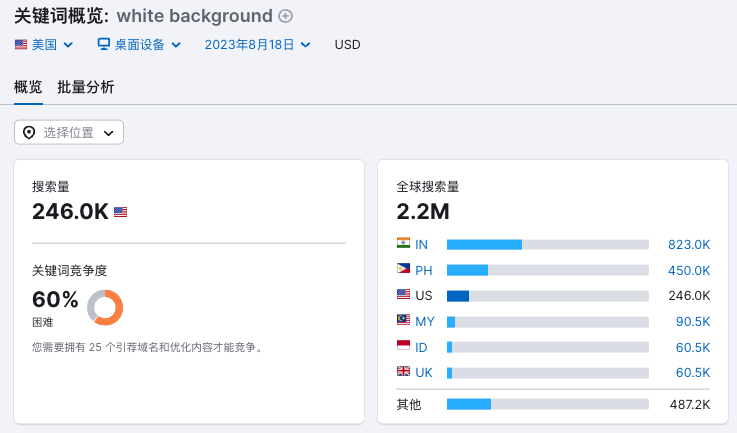 关键词概览: white background
美国 桌面设备 2023年8月18日 USD
概览 批量分析
选择位置
搜索量
246.0K
关键词竞争度
60%
困难
您需要拥有 25 个引荐域名和优化内容才能竞争。
全球搜索量
2.2M
IN 823.0K
PH 450.0K
US 246.0K
MY 90.5K
ID 60.5K
UK 60.5K
其他 487.2K